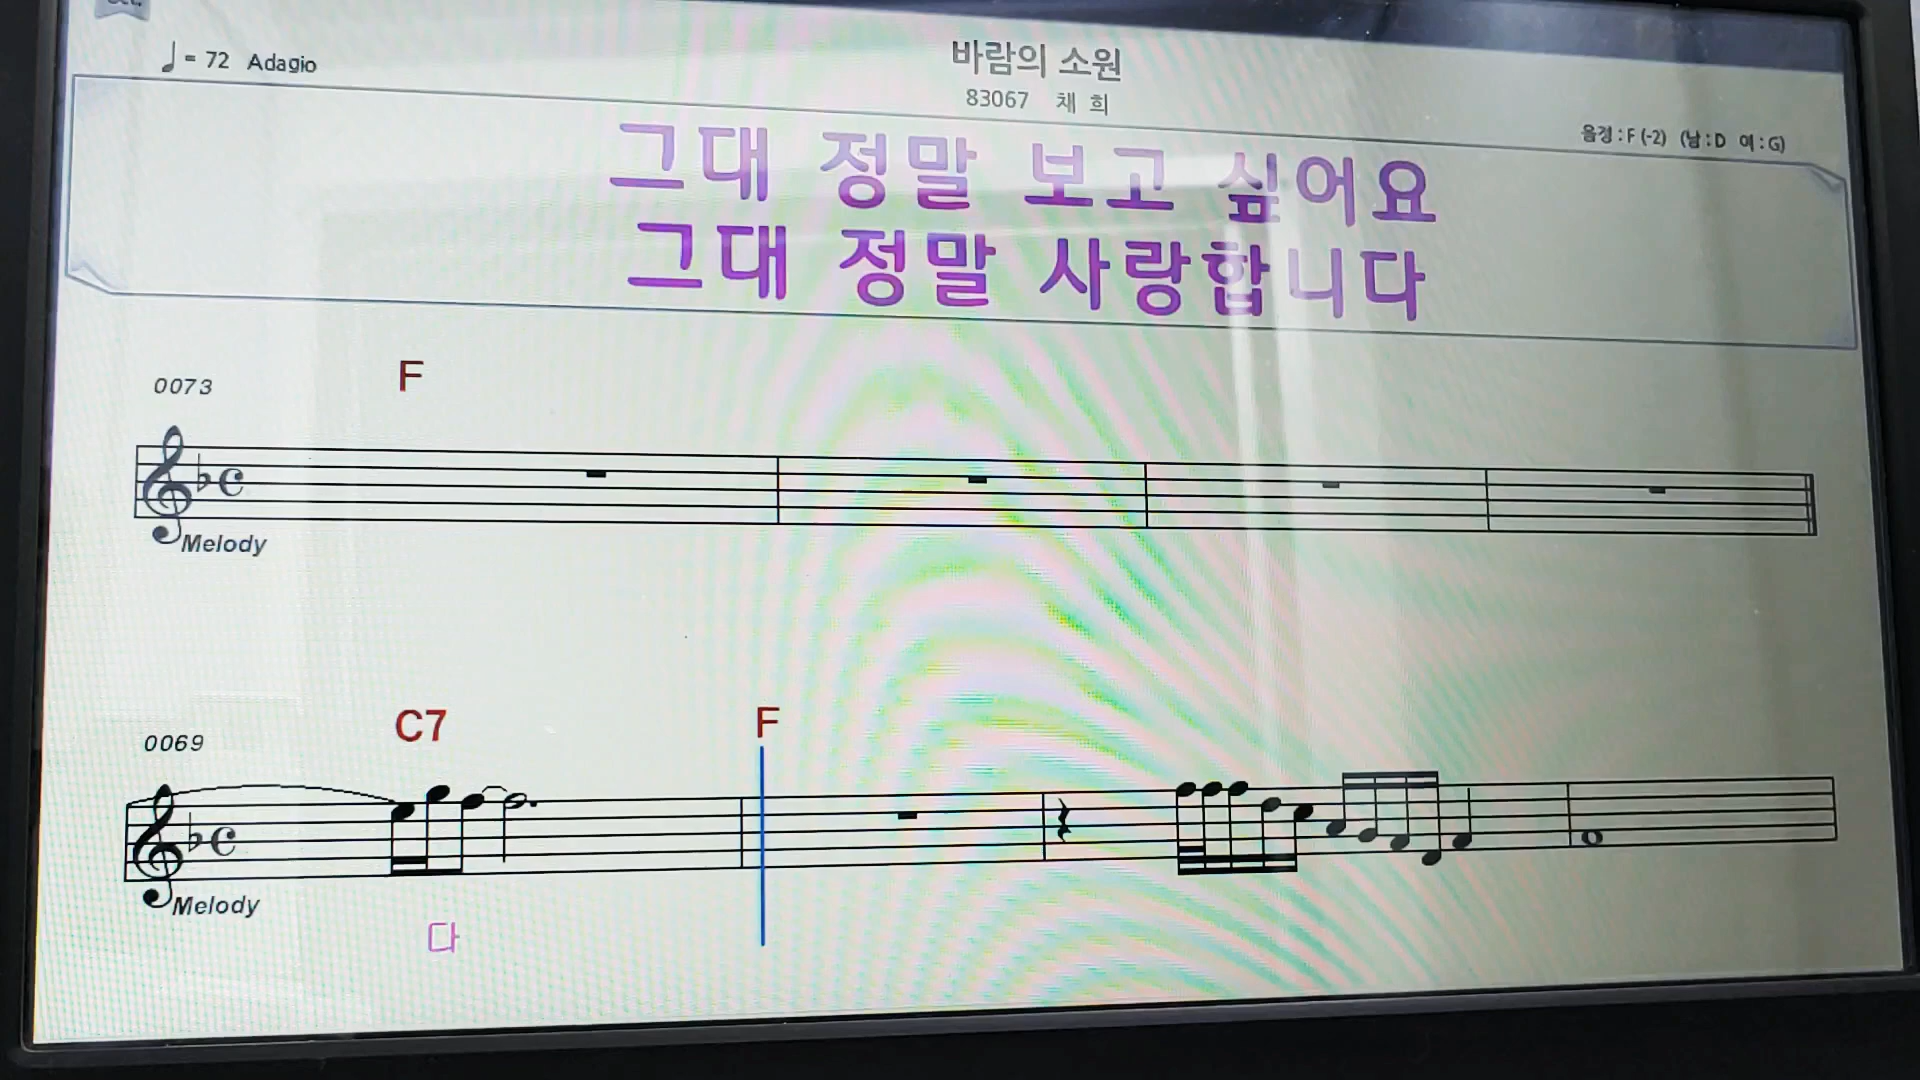 ♩= 72 Adagio
바람의 소원
83067 채 희
음정 : F (-2) (남 : D 여 : G)
그대 정말 보고 싶어요
그대 정말 사랑합니다
0073
F
Melody
0069
C7
F
Melody
다